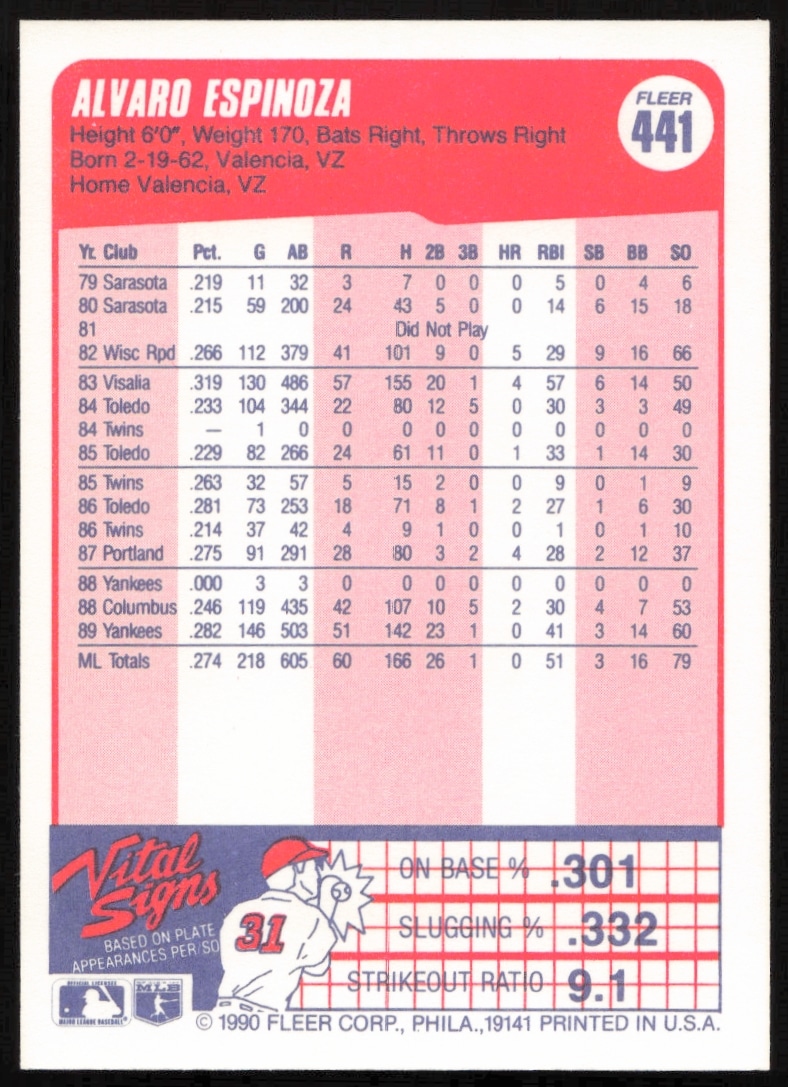 ALVARO ESPINOZA
Height 6'0", Weight 170, Bats Right, Throws Right
Born 2-19-62, Valencia, VZ
Home Valencia, VZ
FLEER
441
Yr. Club Pct. G AB R H 2B 3B HR RBI SB BB SO
79 Sarasota .219 11 32 3 7 0 0 0 5 0 4 6
80 Sarasota .215 59 200 24 43 5 0 0 14 6 15 18
81 Did Not Play
82 Wisc Rpd .266 112 379 41 101 9 0 5 29 9 16 66
83 Visalia .319 130 486 57 155 20 1 4 57 6 14 50
84 Toledo .233 104 344 22 80 12 5 0 30 3 3 49
84 Twins — 1 0 0 0 0 0 0 0 0 0 0
85 Toledo .229 82 266 24 61 11 0 1 33 1 14 30
85 Twins .263 32 57 5 15 2 0 0 9 0 1 9
86 Toledo .281 73 253 18 71 8 1 2 27 1 6 30
86 Twins .214 37 42 4 9 1 0 0 1 0 1 10
87 Portland .275 91 291 28 80 3 2 4 28 2 12 37
88 Yankees .000 3 3 0 0 0 0 0 0 0 0 0
88 Columbus .246 119 435 42 107 10 5 2 30 4 7 53
89 Yankees .282 146 503 51 142 23 1 0 41 3 14 60
ML Totals .274 218 605 60 166 26 1 0 51 3 16 79
Vital
Signs
BASED ON PLATE
APPEARANCES PER/SO
31
ON BASE % .301
SLUGGING % .332
STRIKEOUT RATIO 9.1
OFFICIAL LICENSEE
MAJOR LEAGUE BASEBALL
MLB
© 1990 FLEER CORP., PHILA.,19141 PRINTED IN U.S.A.